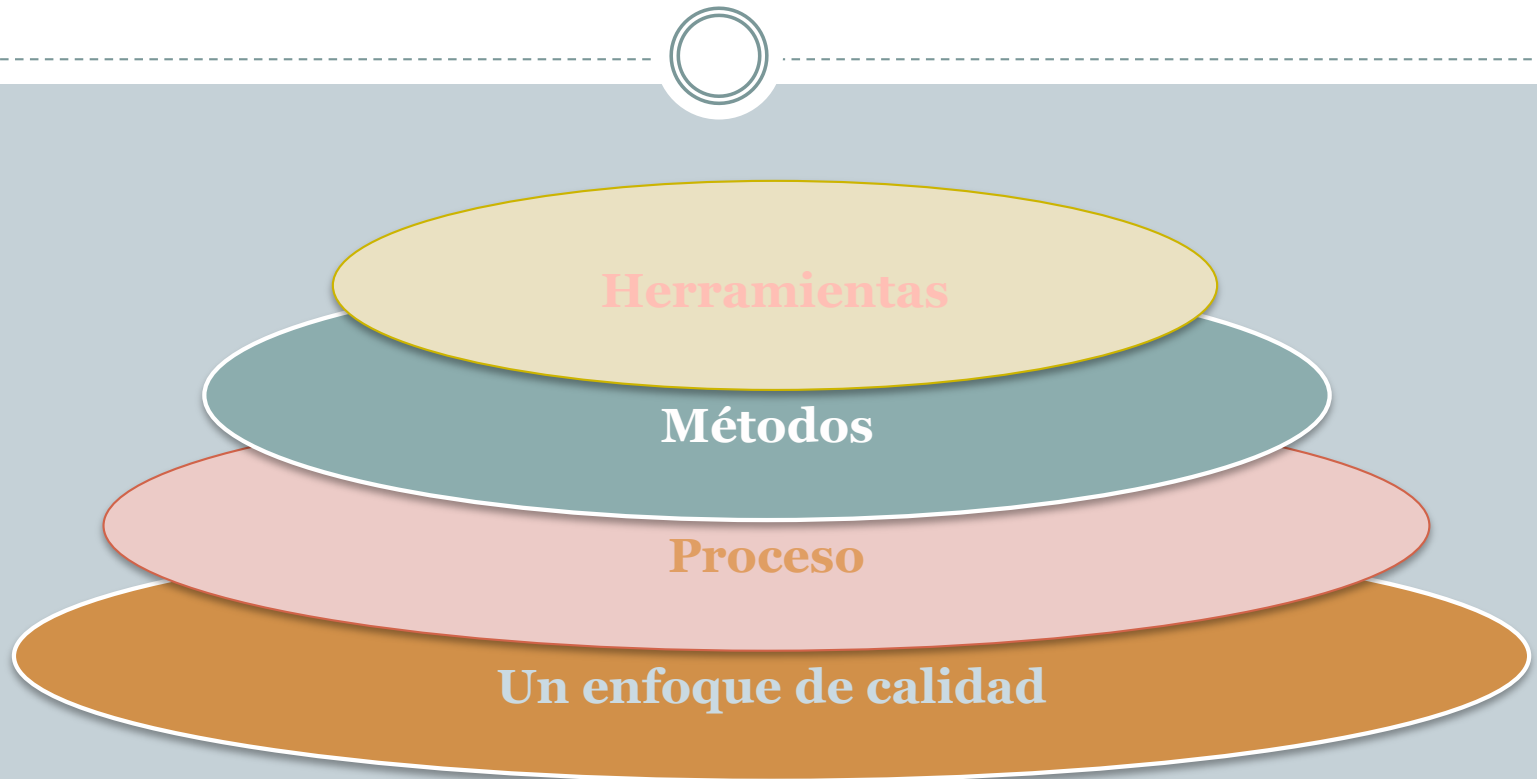 Herramientas
Métodos
Proceso
Un enfoque de calidad